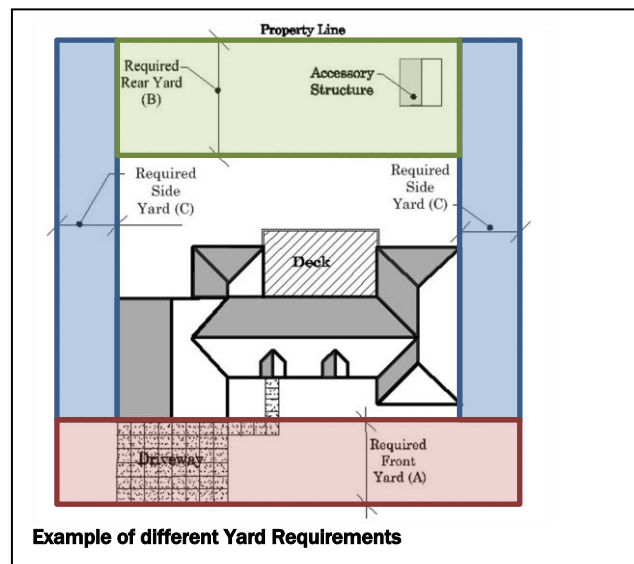 Property Line
Required
Rear Yard
(B)
Accessory
Structure
Required
Side
Yard (C)
Required
Side
Yard (C)
Deck
Required
Front
Yard (A)
Driveway
Example of different Yard Requirements